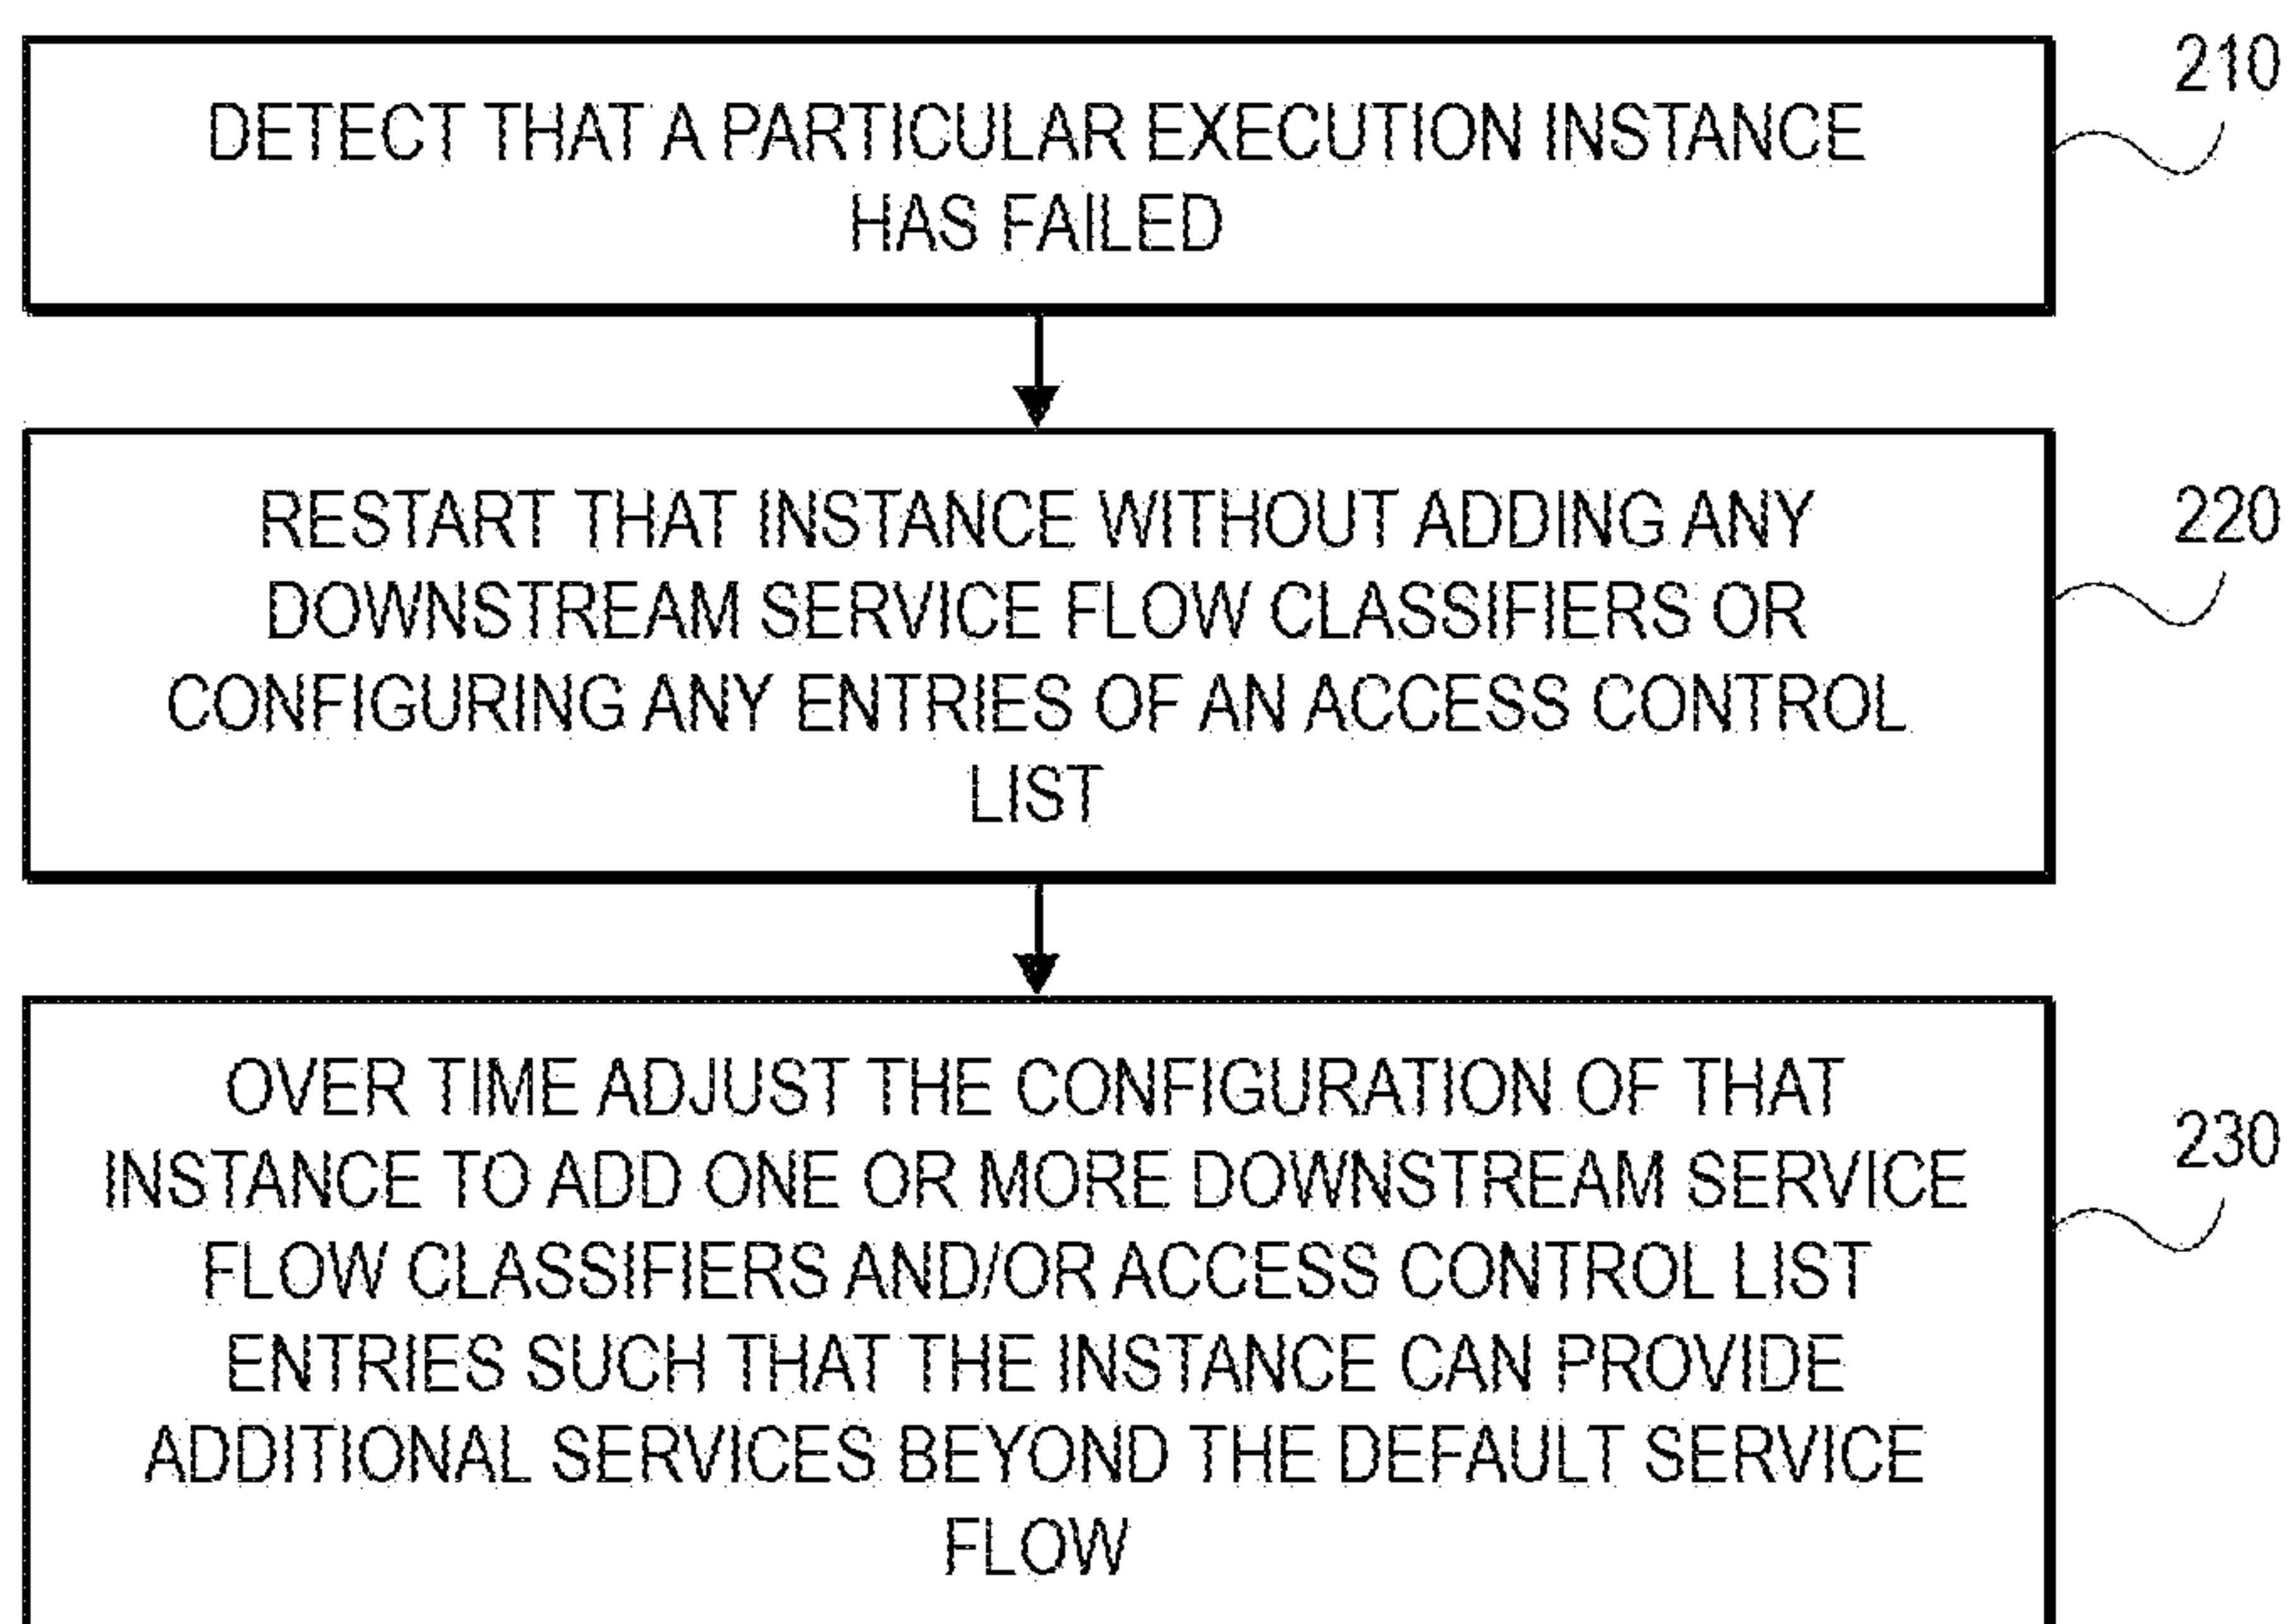 210
DETECT THAT A PARTICULAR EXECUTION INSTANCE
HAS FAILED
220
RESTART THAT INSTANCE WITHOUT ADDING ANY
DOWNSTREAM SERVICE FLOW CLASSIFIERS OR
CONFIGURING ANY ENTRIES OF AN ACCESS CONTROL
LIST
230
OVER TIME ADJUST THE CONFIGURATION OF THAT
INSTANCE TO ADD ONE OR MORE DOWNSTREAM SERVICE
FLOW CLASSIFIERS AND/OR ACCESS CONTROL LIST
ENTRIES SUCH THAT THE INSTANCE CAN PROVIDE
ADDITIONAL SERVICES BEYOND THE DEFAULT SERVICE
FLOW